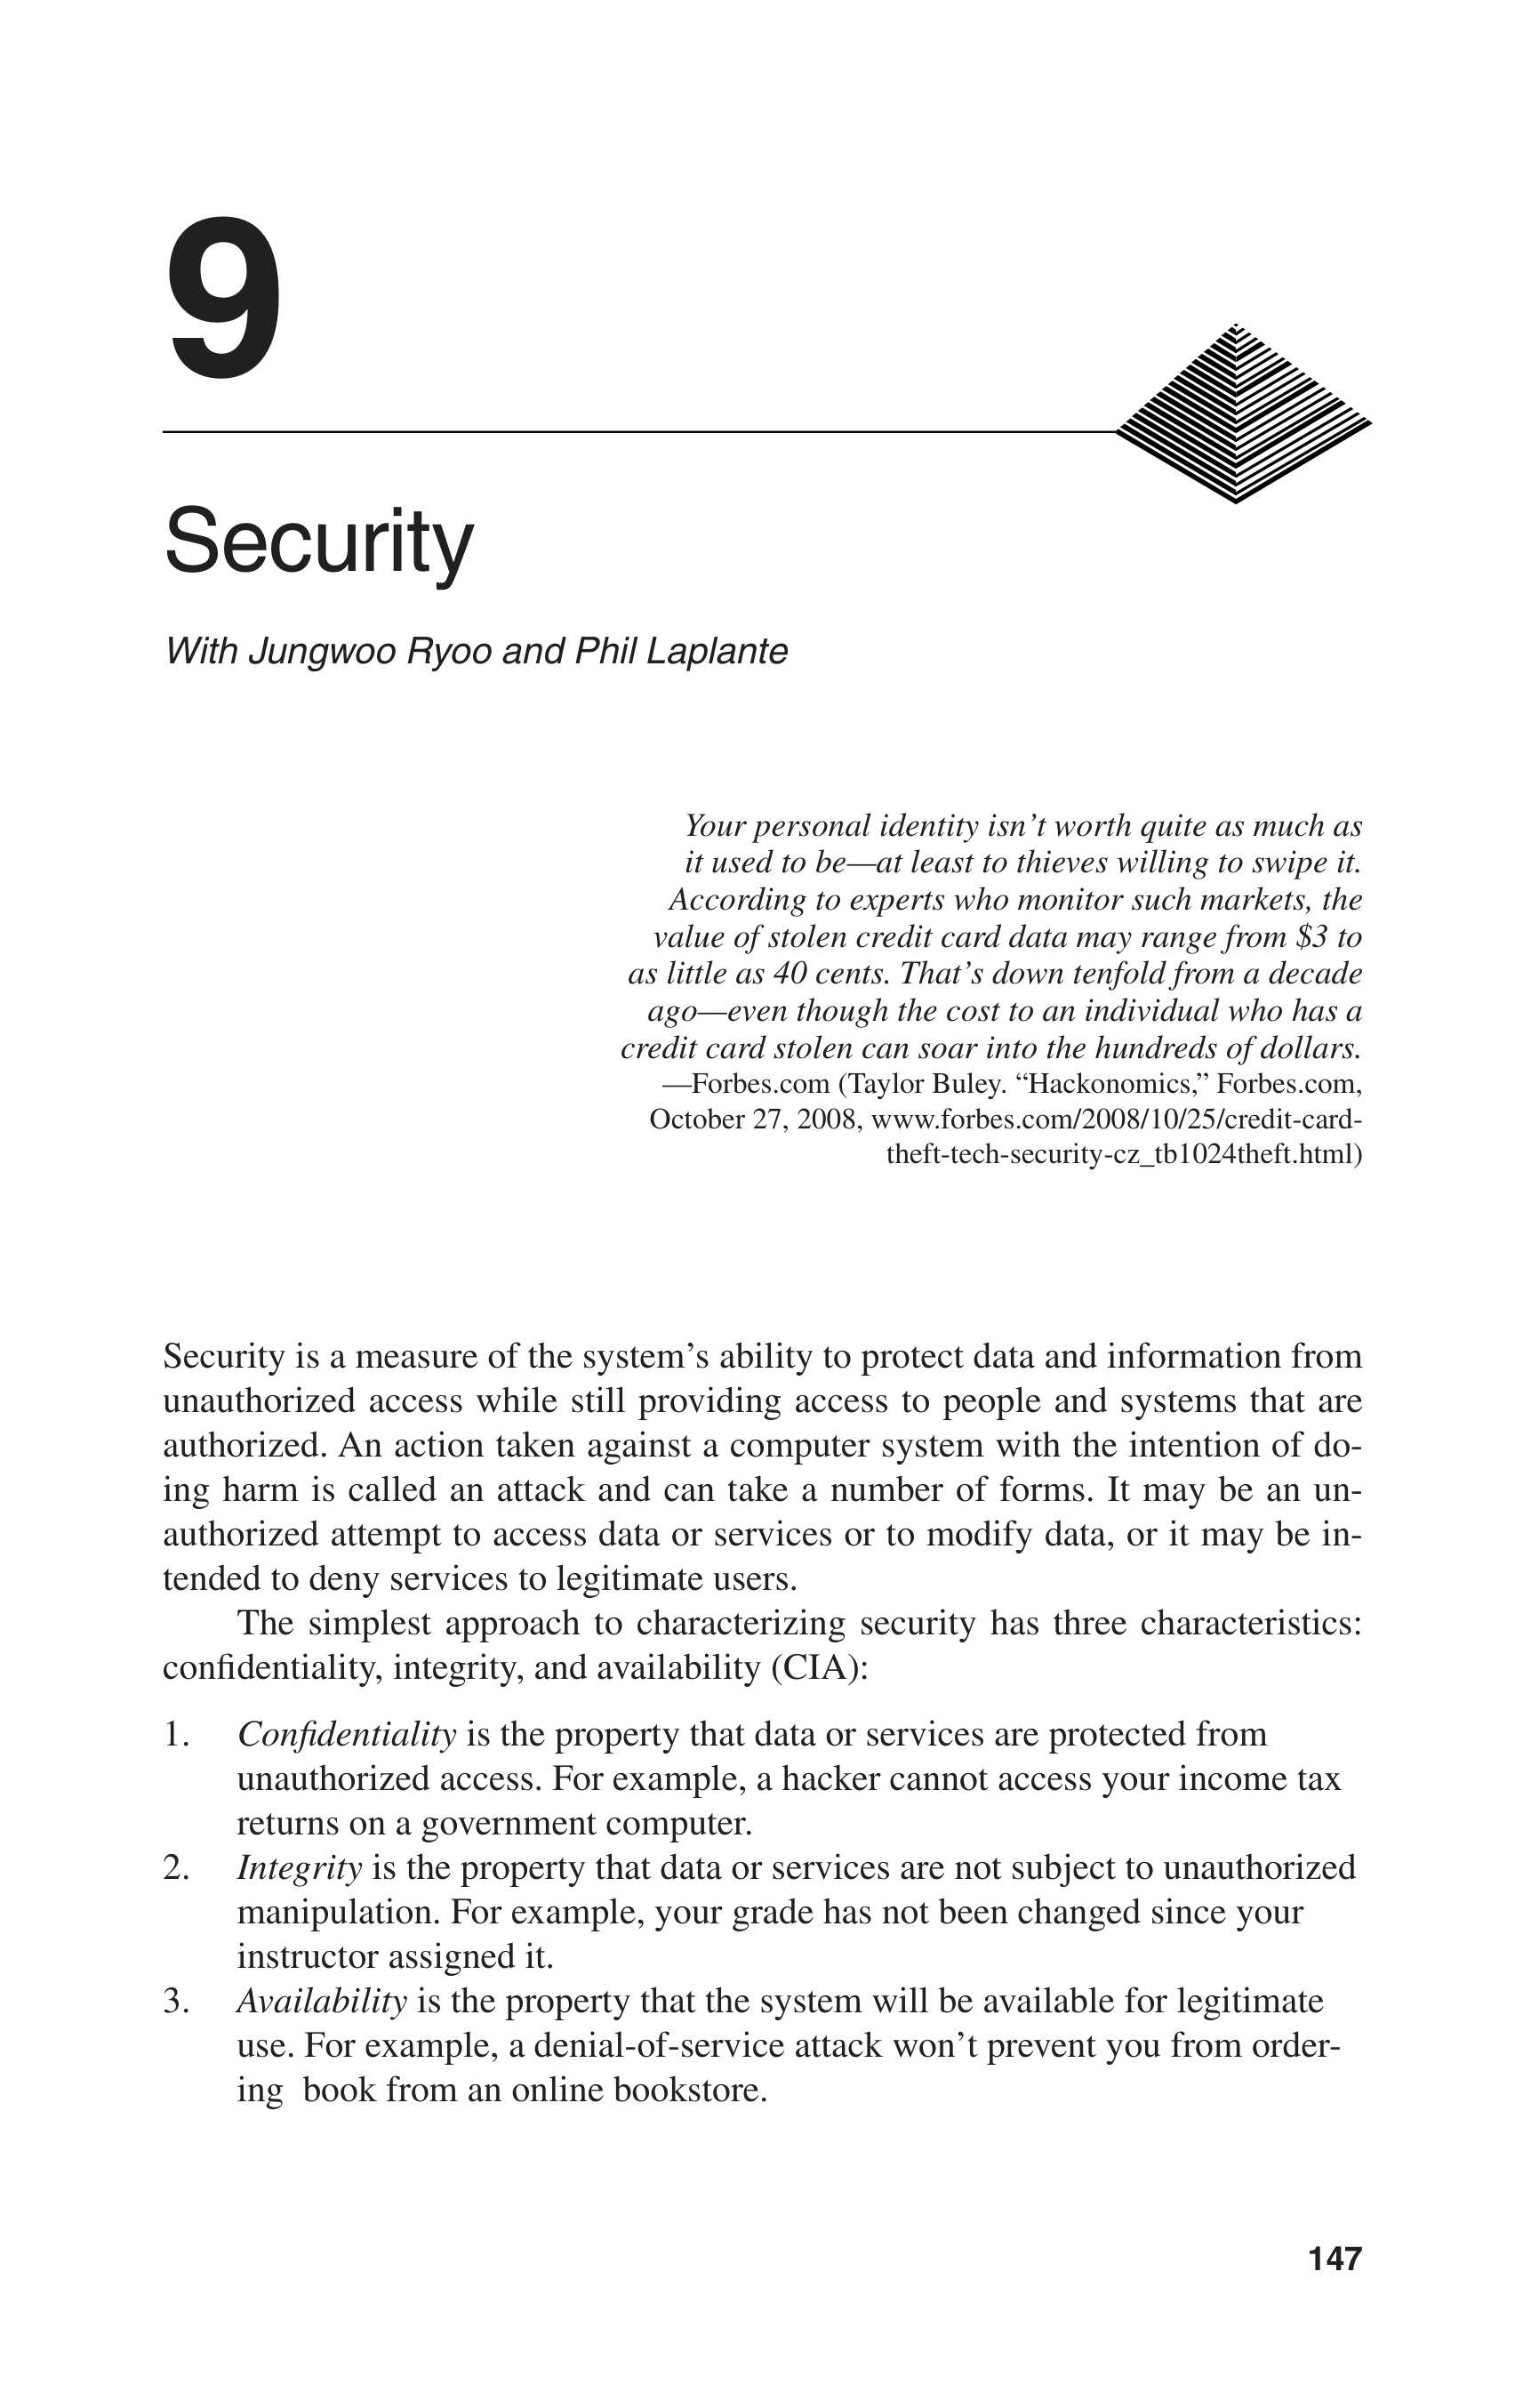 9
Security
With Jungwoo Ryoo and Phil Laplante
Your personal identity isn’t worth quite as much as
it used to be—at least to thieves willing to swipe it.
According to experts who monitor such markets, the
value of stolen credit card data may range from $3 to
as little as 40 cents. That’s down tenfold from a decade
ago—even though the cost to an individual who has a
credit card stolen can soar into the hundreds of dollars.
—Forbes.com (Taylor Buley. “Hackonomics,” Forbes.com,
October 27, 2008, www.forbes.com/2008/10/25/credit-card-
theft-tech-security-cz_tb1024theft.html)
Security is a measure of the system’s ability to protect data and information from
unauthorized access while still providing access to people and systems that are
authorized. An action taken against a computer system with the intention of do-
ing harm is called an attack and can take a number of forms. It may be an un-
authorized attempt to access data or services or to modify data, or it may be in-
tended to deny services to legitimate users.
The simplest approach to characterizing security has three characteristics:
confidentiality, integrity, and availability (CIA):
1. Confidentiality is the property that data or services are protected from
unauthorized access. For example, a hacker cannot access your income tax
returns on a government computer.
2. Integrity is the property that data or services are not subject to unauthorized
manipulation. For example, your grade has not been changed since your
instructor assigned it.
3. Availability is the property that the system will be available for legitimate
use. For example, a denial-of-service attack won’t prevent you from order-
ing  book from an online bookstore.
147